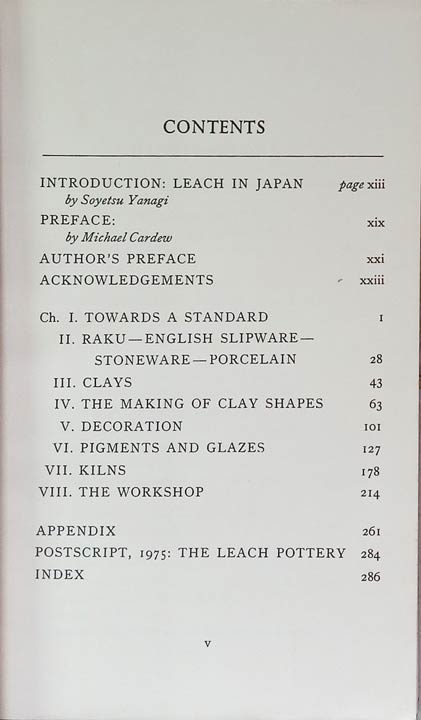 CONTENTS
INTRODUCTION: LEACH IN JAPAN page xiii
by Soyetsu Yanagi
PREFACE: xix
by Michael Cardew
AUTHOR'S PREFACE xxi
ACKNOWLEDGEMENTS xxiii
Ch. I. TOWARDS A STANDARD 1
II. RAKU—ENGLISH SLIPWARE—
STONEWARE—PORCELAIN 28
III. CLAYS 43
IV. THE MAKING OF CLAY SHAPES 63
V. DECORATION 101
VI. PIGMENTS AND GLAZES 127
VII. KILNS 178
VIII. THE WORKSHOP 214
APPENDIX 261
POSTSCRIPT, 1975: THE LEACH POTTERY 284
INDEX 286
v